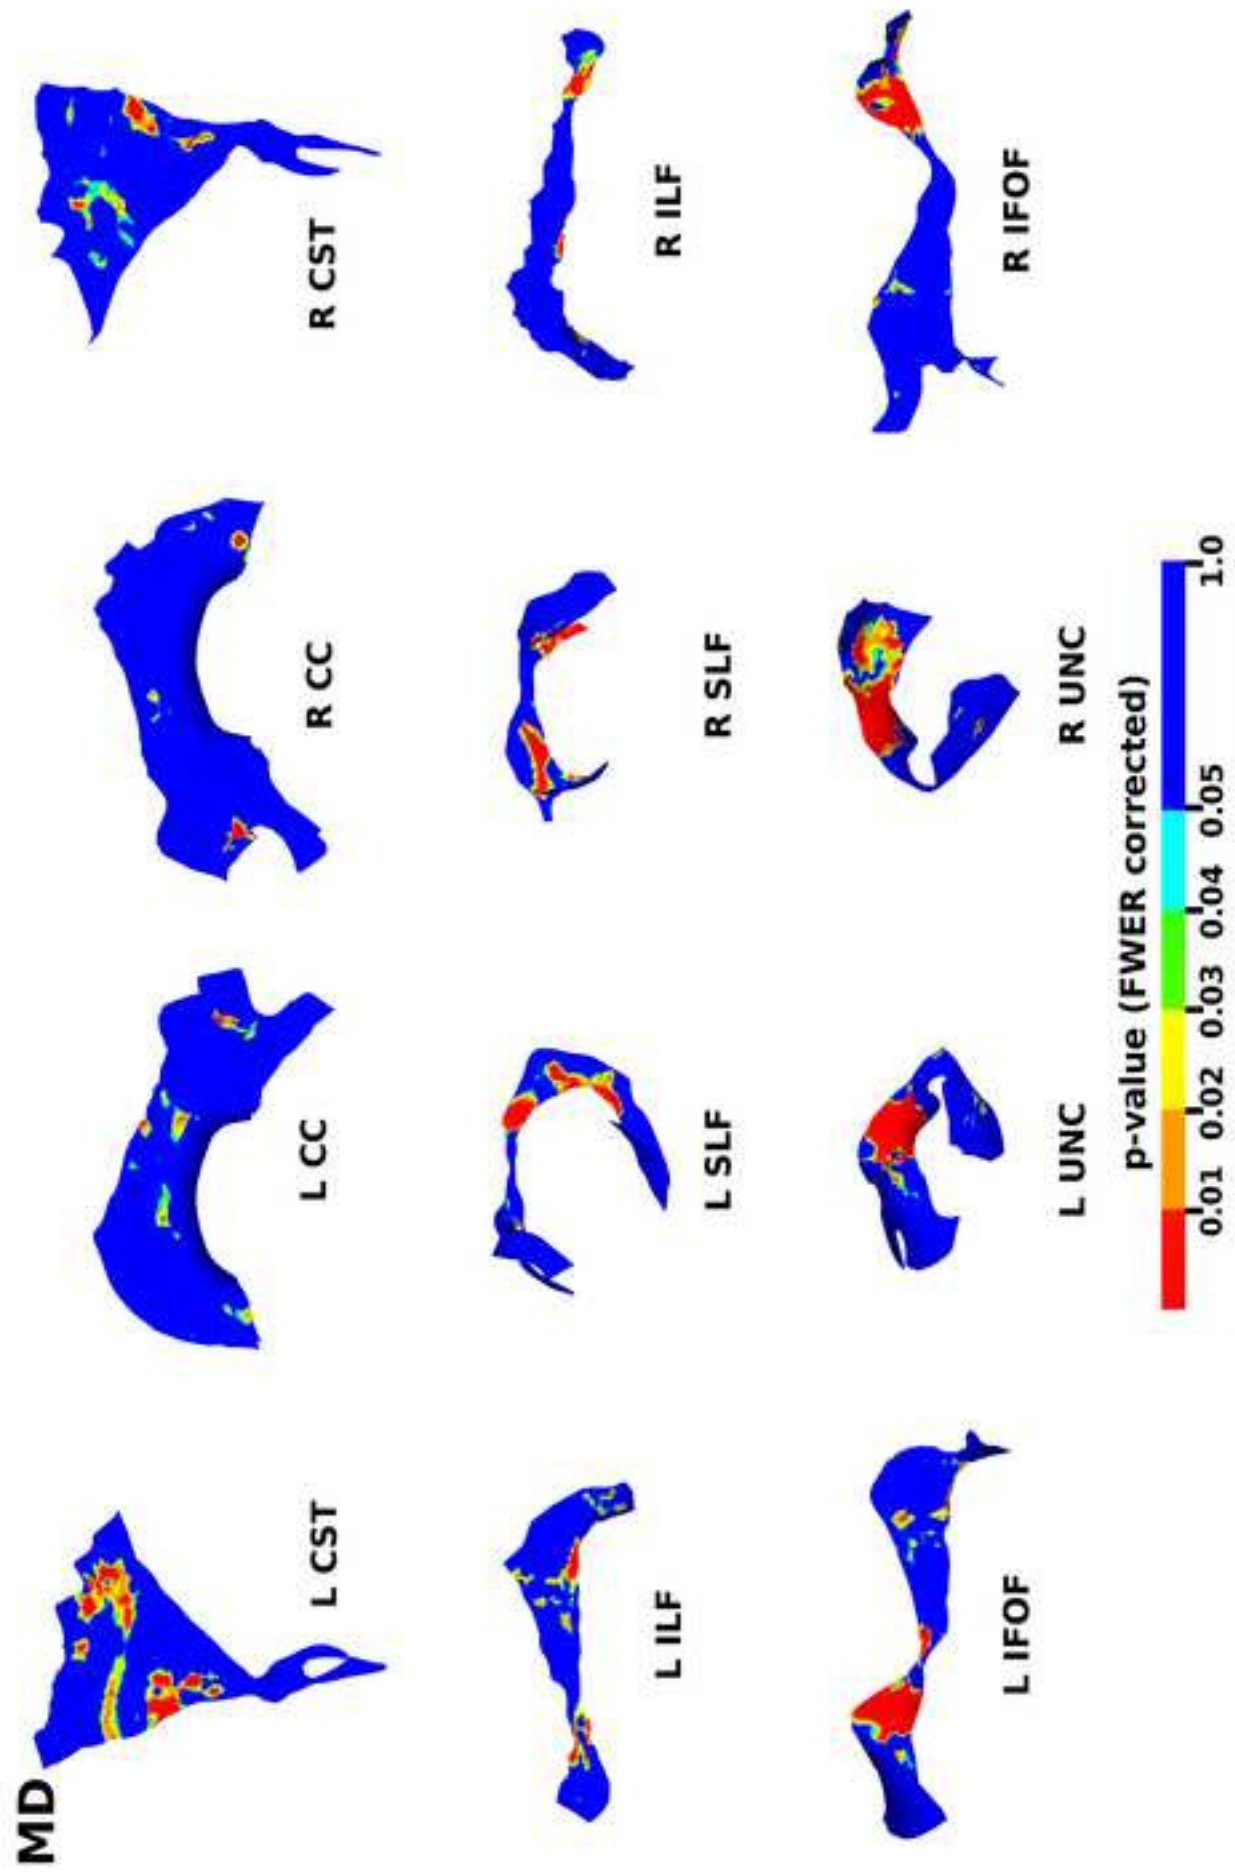 MD
L CST L CC R CC R CST
L ILF L SLF R SLF R ILF
L IFOF L UNC R UNC R IFOF
p-value (FWER corrected)
0.01 0.02 0.03 0.04 0.05 1.0